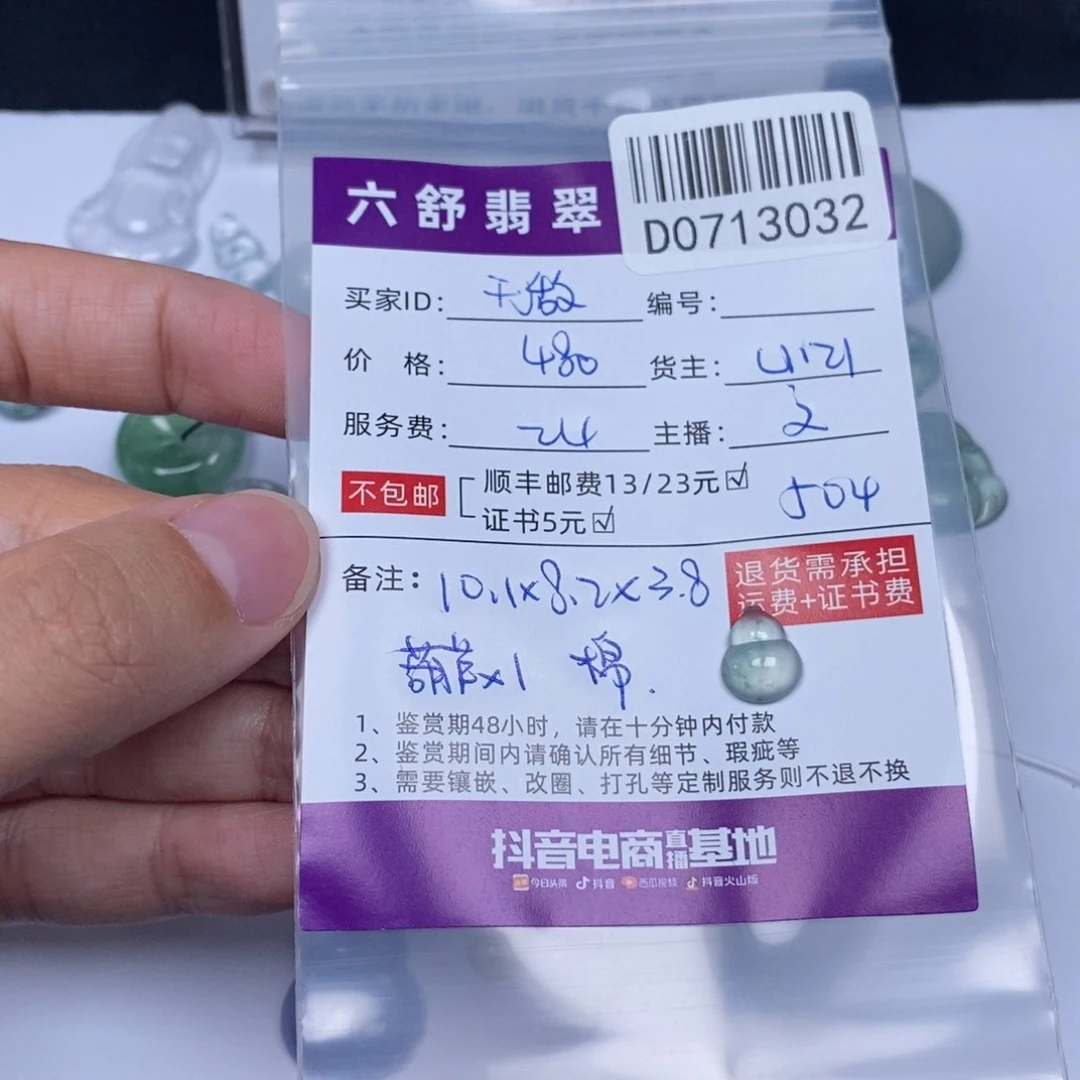 六舒翡翠
D0713032
买家ID: 编号:
价 格: 480 货主:
服务费: 24 主播: 文
不包邮 顺丰邮费13/23元☑ 504
证书5元☑
备注: 10.1x8.2x3.8
退货需承担
运费+证书费
葫芦x1 棉.
1、鉴赏期48小时，请在十分钟内付款
2、鉴赏期间内请确认所有细节、瑕疵等
3、需要镶嵌、改圈、打孔等定制服务则不退不换
抖音电商直播基地
今日头条 抖音 西瓜视频 抖音火山版